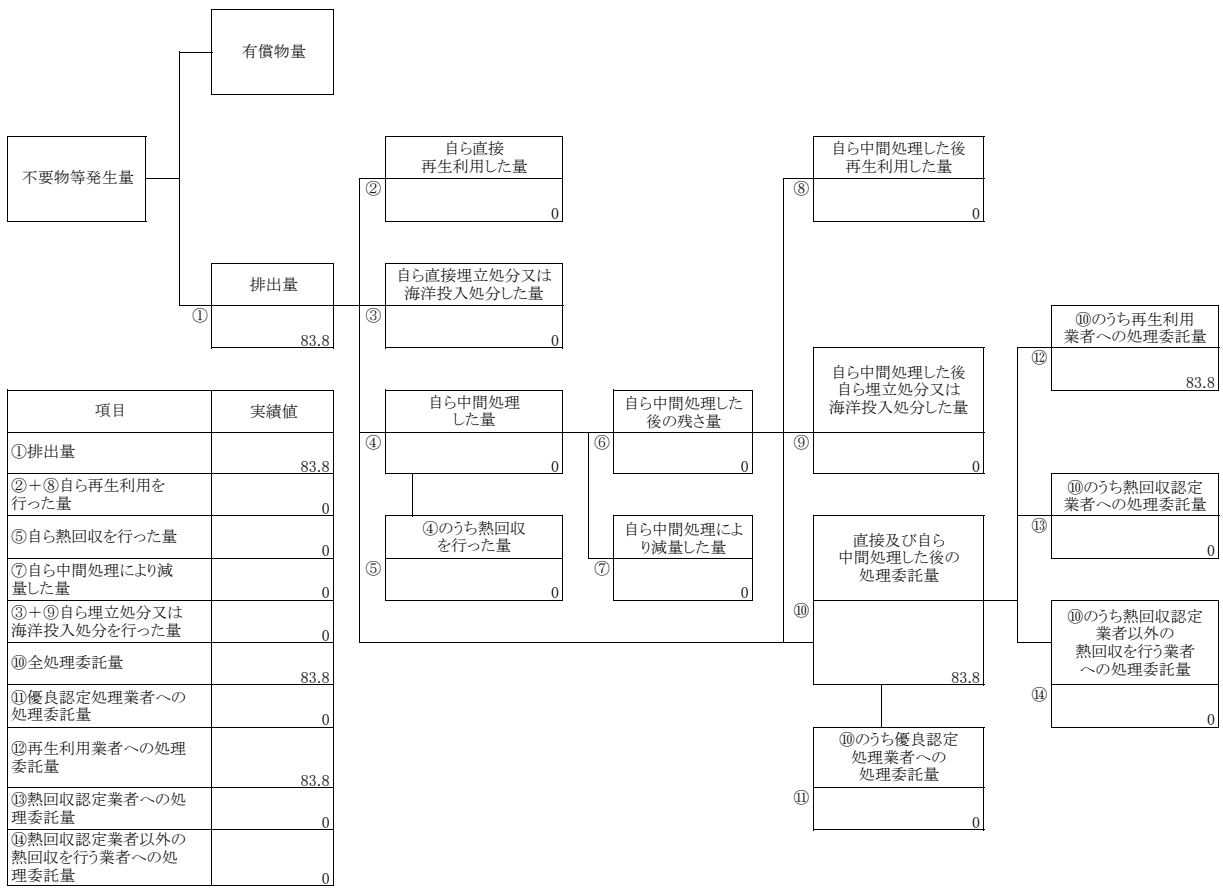 有償物量
不要物等発生量
自ら直接
再生利用した量
②
0
自ら中間処理した後
再生利用した量
⑧
0
排出量
①
83.8
自ら直接埋立処分又は
海洋投入処分した量
③
0
⑩のうち再生利用
業者への処理委託量
⑫
83.8
自ら中間処理
した量
④
0
自ら中間処理した
後の残さ量
⑥
0
自ら中間処理した後
自ら埋立処分又は
海洋投入処分した量
⑨
0
⑩のうち熱回収認定
業者への処理委託量
⑬
0
④のうち熱回収
を行った量
⑤
0
自ら中間処理によ
り減量した量
⑦
0
直接及び自ら
中間処理した後の
処理委託量
⑩
83.8
⑩のうち熱回収認定
業者以外の
熱回収を行う業者
への処理委託量
⑭
0
⑩のうち優良認定
処理業者への
処理委託量
⑪
0
項目 実績値
①排出量
83.8
②+⑧自ら再生利用を
行った量
0
⑤自ら熱回収を行った量
0
⑦自ら中間処理により減
量した量
0
③+⑨自ら埋立処分又は
海洋投入処分を行った量
0
⑩全処理委託量
83.8
⑪優良認定処理業者への
処理委託量
0
⑫再生利用業者への処理
委託量
83.8
⑬熱回収認定業者への処
理委託量
0
⑭熱回収認定業者以外の
熱回収を行う業者への処
理委託量
0